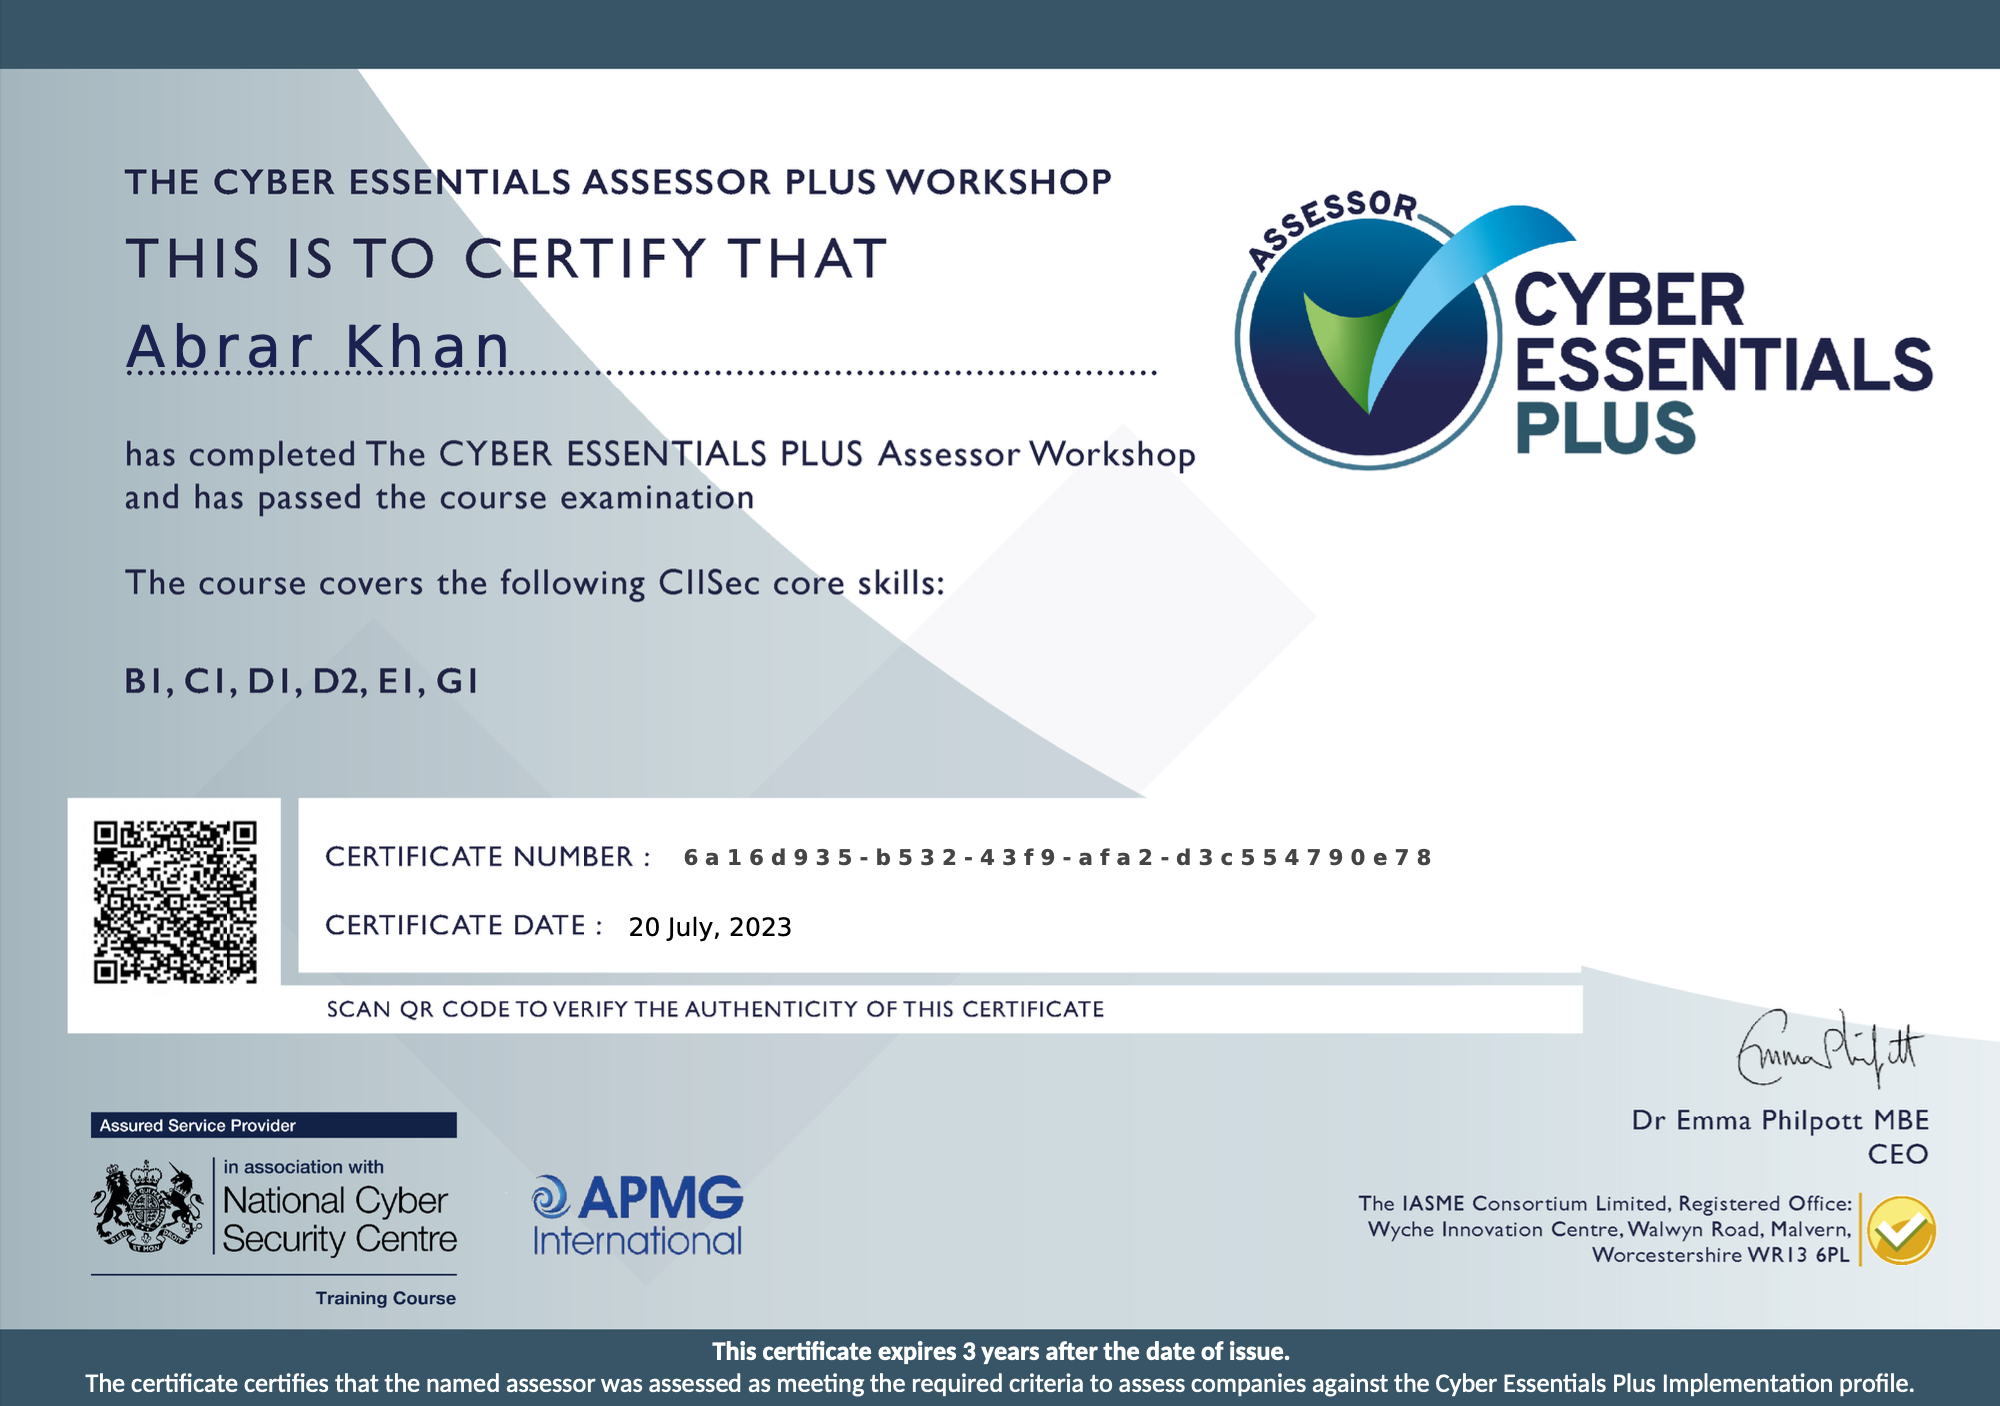 THE CYBER ESSENTIALS ASSESSOR PLUS WORKSHOP
THIS IS TO CERTIFY THAT
Abrar Khan
has completed The CYBER ESSENTIALS PLUS Assessor Workshop
and has passed the course examination
The course covers the following CIISec core skills:
B1, C1, D1, D2, E1, G1
ASSESSOR
CYBER
ESSENTIALS
PLUS
CERTIFICATE NUMBER : 6a16d935-b532-43f9-afa2-d3c554790e78
CERTIFICATE DATE : 20 July, 2023
SCAN QR CODE TO VERIFY THE AUTHENTICITY OF THIS CERTIFICATE
Emma Philpott
Dr Emma Philpott MBE
CEO
Assured Service Provider
in association with
National Cyber
Security Centre
Training Course
APMG
International
The IASME Consortium Limited, Registered Office:
Wyche Innovation Centre, Walwyn Road, Malvern,
Worcestershire WR13 6PL
This certificate expires 3 years after the date of issue.
The certificate certifies that the named assessor was assessed as meeting the required criteria to assess companies against the Cyber Essentials Plus Implementation profile.